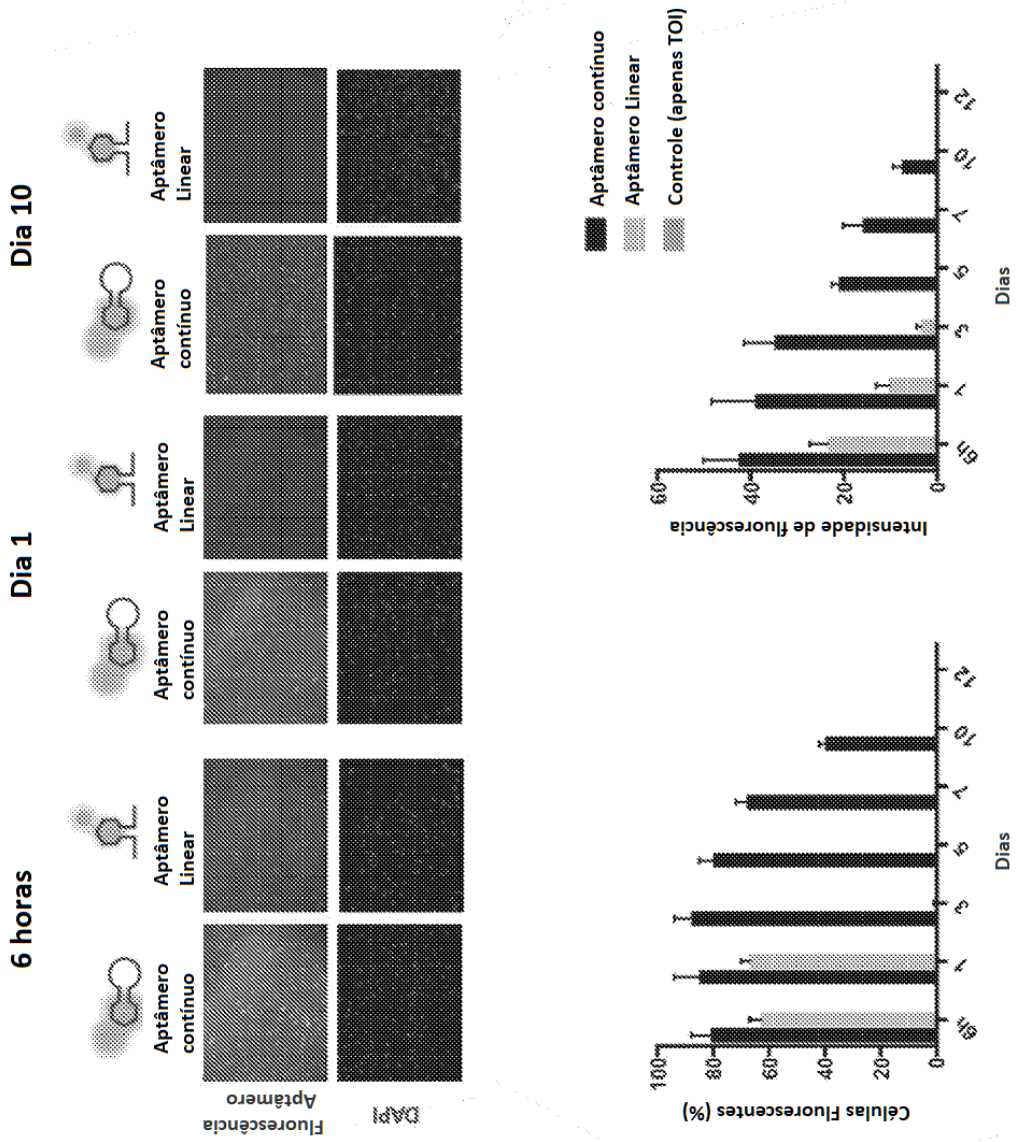 6 horas
Dia 1
Dia 10
Aptâmero contínuo
Aptâmero Linear
Aptâmero contínuo
Aptâmero Linear
Aptâmero contínuo
Aptâmero Linear
Fluorescência
Aptâmero
DAPI
Células Fluorescentes (%)
100
80
60
40
20
0
6h 1 3 5 7 10 12
Dias
Intensidade de fluorescência
60
40
20
0
6h 1 3 5 7 10 12
Dias
Aptâmero contínuo
Aptâmero Linear
Controle (apenas TOI)